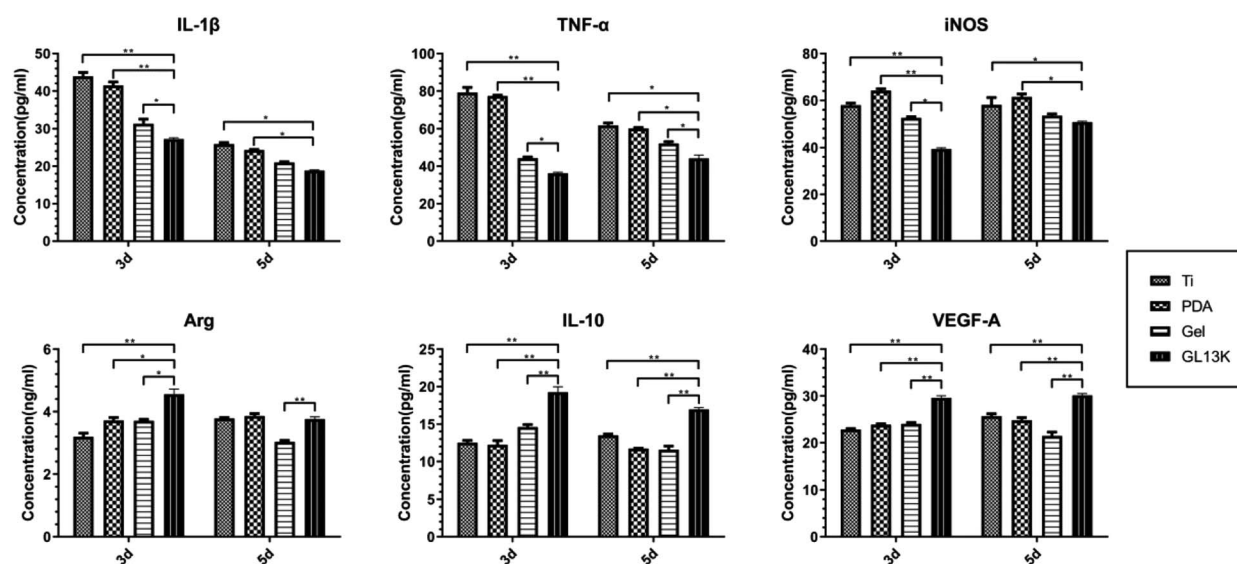 IL-1β
Concentration(pg/ml)
50
40
30
20
10
0
**
**
*
*
*
3d
5d
TNF-α
Concentration(pg/ml)
100
80
60
40
20
0
**
**
*
*
*
*
3d
5d
iNOS
Concentration(pg/ml)
80
60
40
20
0
**
**
*
*
*
3d
5d
Ti
PDA
Gel
GL13K
Arg
Concentration(ng/ml)
6
4
2
0
**
*
*
**
3d
5d
IL-10
Concentration(pg/ml)
25
20
15
10
5
0
**
**
**
**
**
**
3d
5d
VEGF-A
Concentration(pg/ml)
40
30
20
10
0
**
**
**
**
**
**
3d
5d